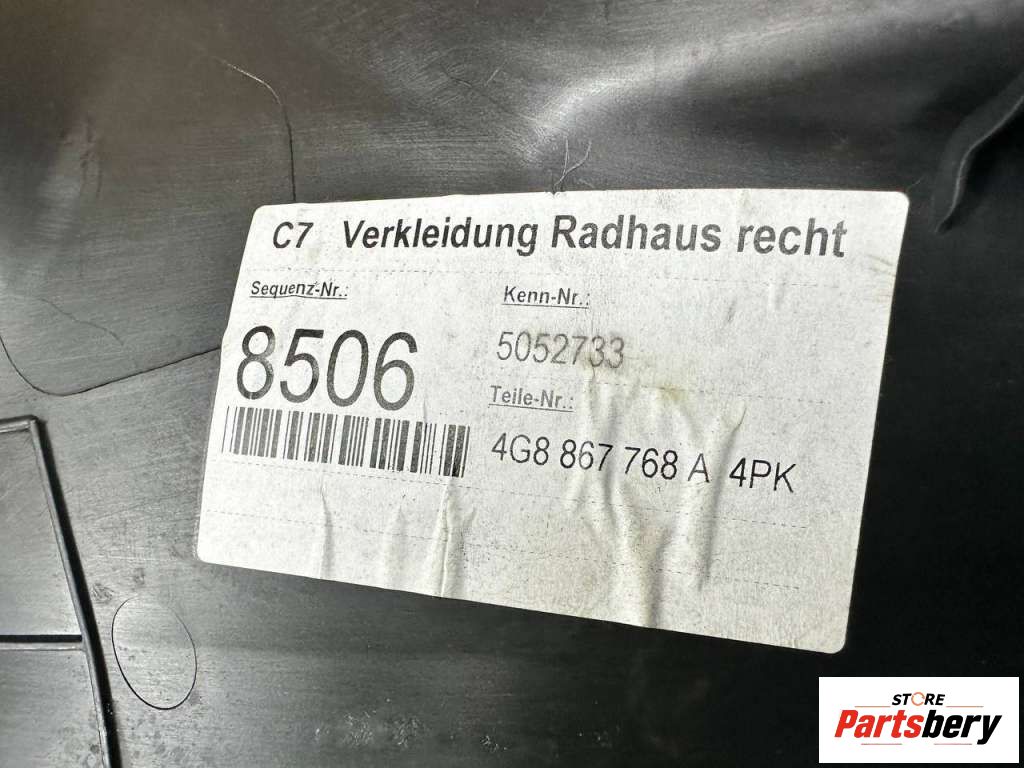 C7 Verkleidung Radhaus recht
Sequenz-Nr.:
8506
Kenn-Nr.:
5052733
Teile-Nr.:
4G8 867 768 A 4PK
STORE
Partsbery